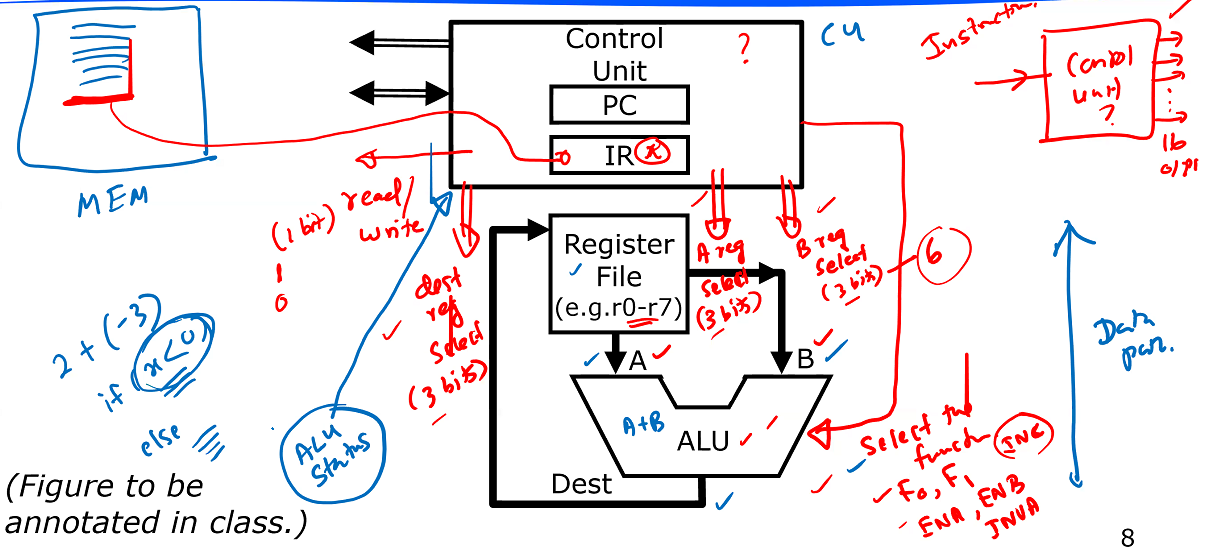 Control
Unit
?
CU
PC
IR
x
MEM
read/
write
(1 bit)
1
0
Instruction
Control
unit
?
16
o/ps
dest
reg
select
(3 bits)
Register
File
(e.g.r0-r7)
A reg
select
(3 bits)
B reg
select
(3 bits)
6
A
B
A+B
ALU
Dest
ALU
Status
2 + (-3)
if x<0
else
Select the
INC
F0, F1
ENA, ENB
INVA
Data
(Figure to be
annotated in class.)
8